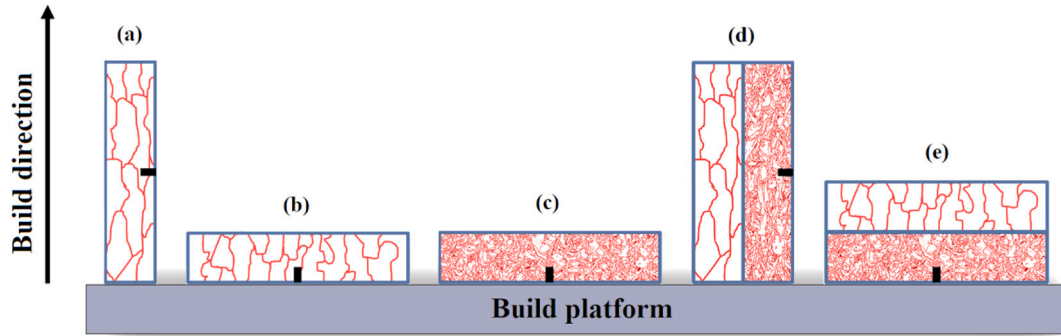 Build direction
(a)
(b)
(c)
(d)
(e)
Build platform